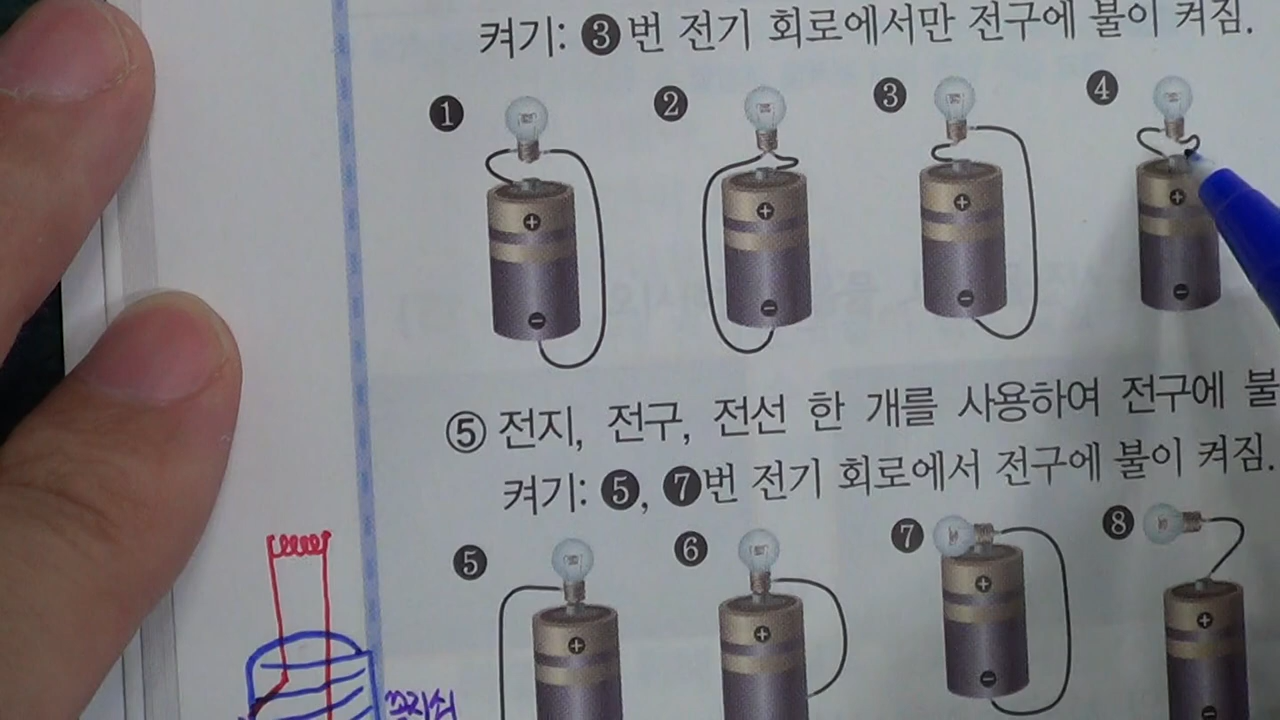 켜기: ❸번 전기 회로에서만 전구에 불이 켜짐.
❶ ❷ ❸ ❹
+ + + +
- - - -
⑤ 전지, 전구, 전선 한 개를 사용하여 전구에 불
켜기: ❺, ❼번 전기 회로에서 전구에 불이 켜짐.
❺ ❻ ❼ ❽
+ + + +
- -
꼭지쇠